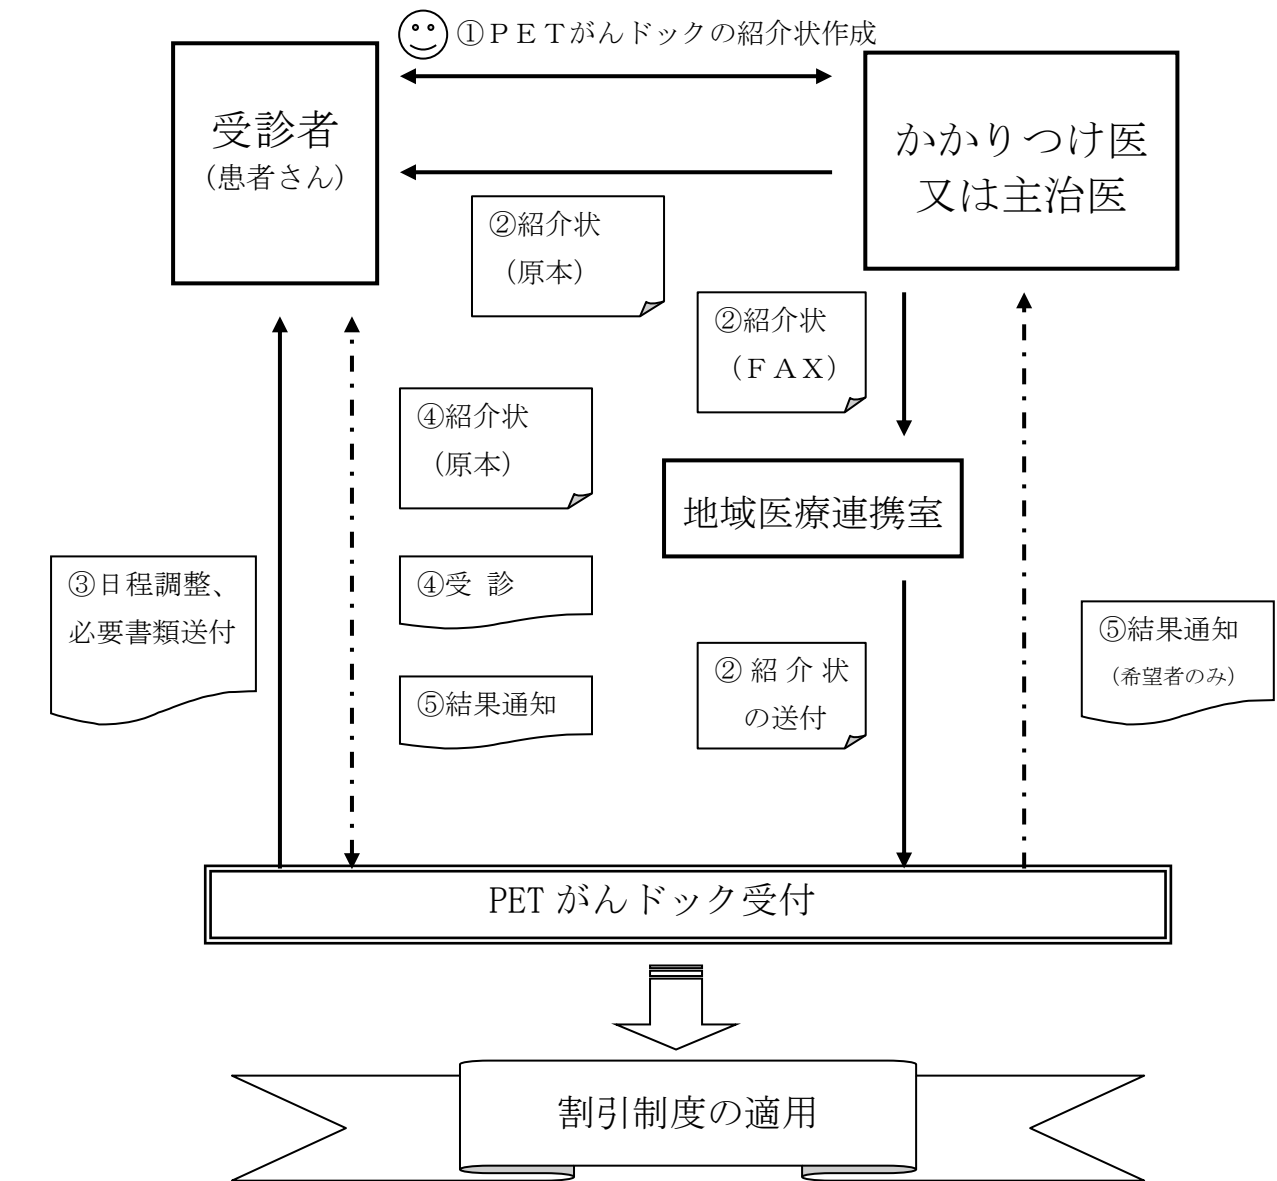 ①ＰＥＴがんドックの紹介状作成
受診者
（患者さん）
かかりつけ医
又は主治医
②紹介状
（原本）
②紹介状
（ＦＡＸ）
④紹介状
（原本）
地域医療連携室
③日程調整、
必要書類送付
④受 診
⑤結果通知
② 紹 介 状
の送付
⑤結果通知
（希望者のみ）
PET がんドック受付
割引制度の適用